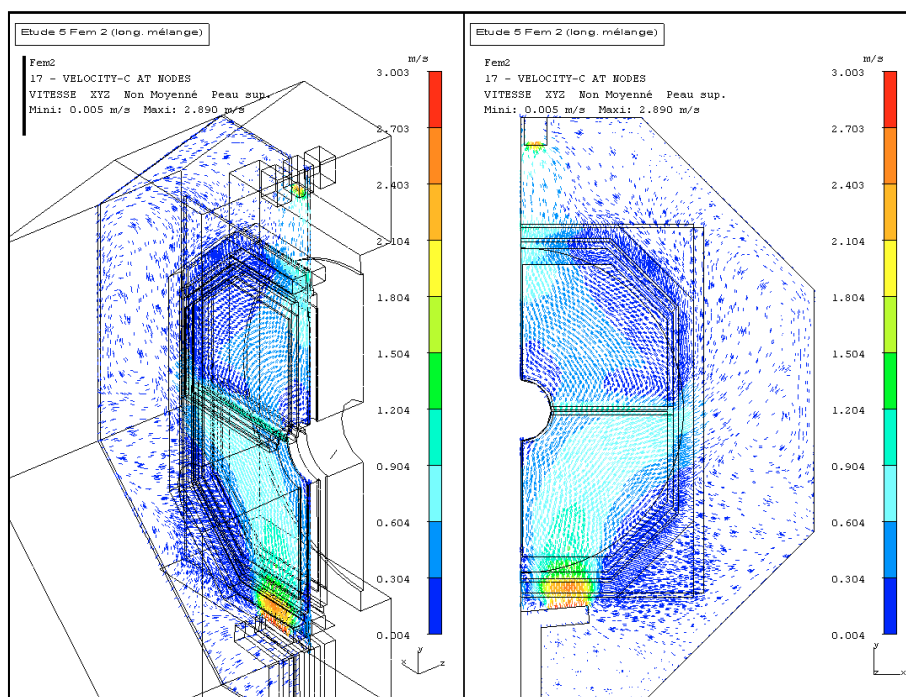 Etude 5 Fem 2 (long. mélange)
Fem2
17 - VELOCITY-C AT NODES
VITESSE XYZ Non Moyenné Peau sup.
Mini: 0.005 m/s Maxi: 2.890 m/s
m/s
3.003
2.703
2.403
2.104
1.804
1.504
1.204
0.904
0.604
0.304
0.004
y
x
z
Etude 5 Fem 2 (long. mélange)
Fem2
17 - VELOCITY-C AT NODES
VITESSE XYZ Non Moyenné Peau sup.
Mini: 0.005 m/s Maxi: 2.890 m/s
m/s
3.003
2.703
2.403
2.104
1.804
1.504
1.204
0.904
0.604
0.304
0.004
y
z
x